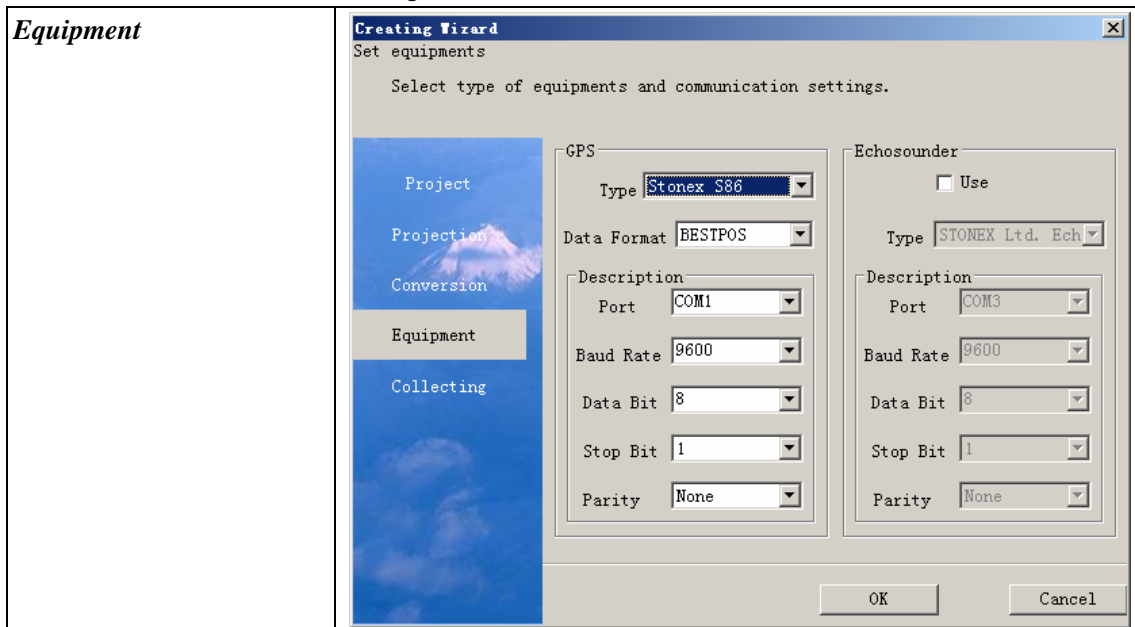 Equipment
Creating Wizard
Set equipments
Select type of equipments and communication settings.
Project
Projection
Conversion
Equipment
Collecting
GPS
Type Stonex S86
Data Format BESTPOS
Description
Port COM1
Baud Rate 9600
Data Bit 8
Stop Bit 1
Parity None
Echosounder
Use
Type STONEX Ltd. Ech
Description
Port COM3
Baud Rate 9600
Data Bit 8
Stop Bit 1
Parity None
OK
Cancel